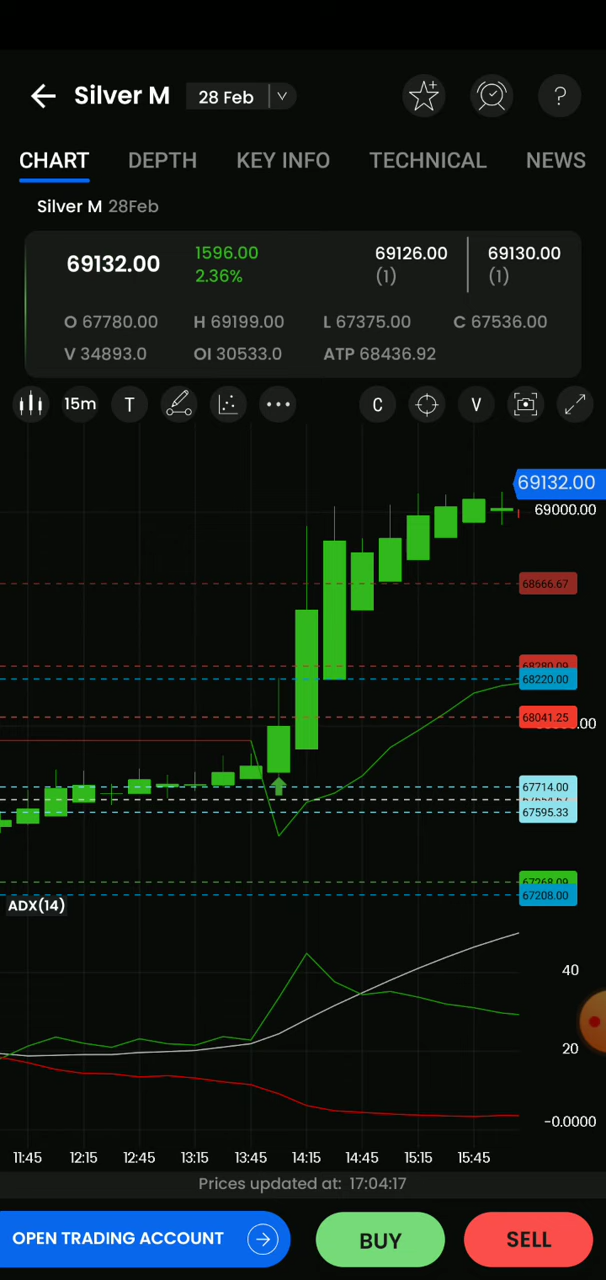 Silver M 28 Feb ?
CHART DEPTH KEY INFO TECHNICAL NEWS
Silver M 28Feb
69132.00 1596.00 69126.00 69130.00
2.36% (1) (1)
O 67780.00 H 69199.00 L 67375.00 C 67536.00
V 34893.0 OI 30533.0 ATP 68436.92
15m T C V
69132.00
69000.00
68666.67
68280.09
68220.00
68041.25
67714.00
67595.33
67268.09
67208.00
ADX(14)
40
20
-0.0000
11:45 12:15 12:45 13:15 13:45 14:15 14:45 15:15 15:45
Prices updated at: 17:04:17
OPEN TRADING ACCOUNT BUY SELL